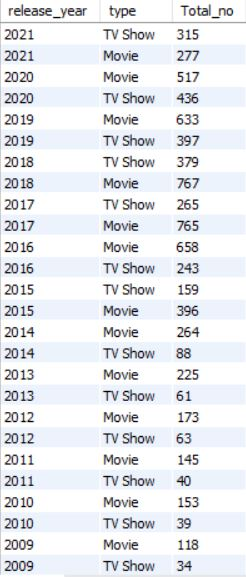 release_year type Total_no
2021 TV Show 315
2021 Movie 277
2020 Movie 517
2020 TV Show 436
2019 Movie 633
2019 TV Show 397
2018 TV Show 379
2018 Movie 767
2017 TV Show 265
2017 Movie 765
2016 Movie 658
2016 TV Show 243
2015 TV Show 159
2015 Movie 396
2014 Movie 264
2014 TV Show 88
2013 Movie 225
2013 TV Show 61
2012 Movie 173
2012 TV Show 63
2011 Movie 145
2011 TV Show 40
2010 Movie 153
2010 TV Show 39
2009 Movie 118
2009 TV Show 34